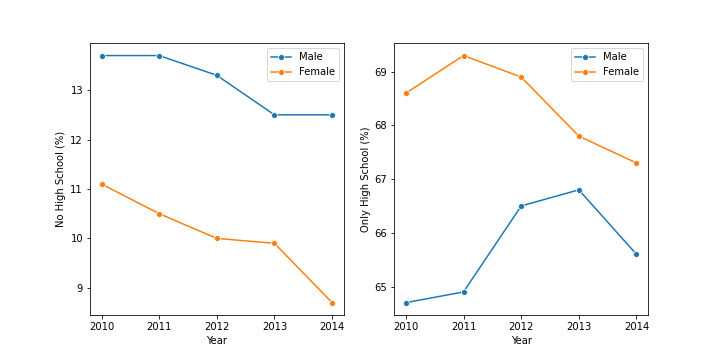 No High School (%)
13
12
11
10
9
2010 2011 2012 2013 2014
Year
Male
Female
Only High School (%)
69
68
67
66
65
2010 2011 2012 2013 2014
Year
Male
Female